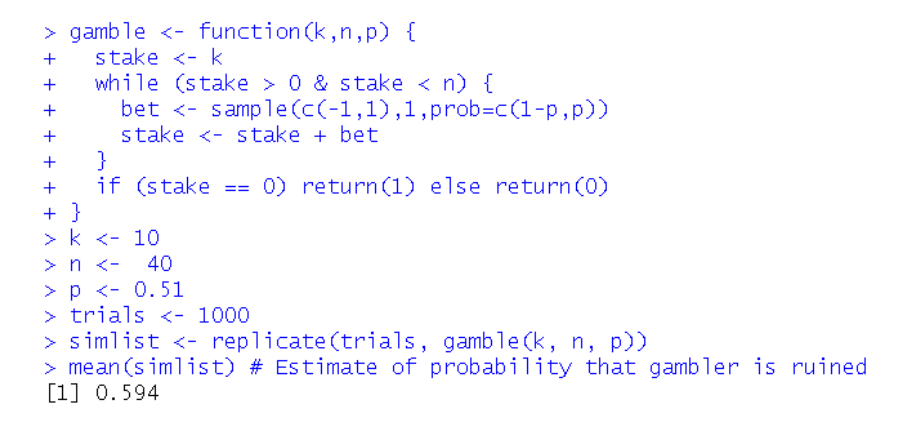 > gamble <- function(k,n,p) {
+   stake <- k
+   while (stake > 0 & stake < n) {
+     bet <- sample(c(-1,1),1,prob=c(1-p,p))
+     stake <- stake + bet
+   }
+   if (stake == 0) return(1) else return(0)
+ }
> k <- 10
> n <-  40
> p <- 0.51
> trials <- 1000
> simlist <- replicate(trials, gamble(k, n, p))
> mean(simlist) # Estimate of probability that gambler is ruined
[1] 0.594